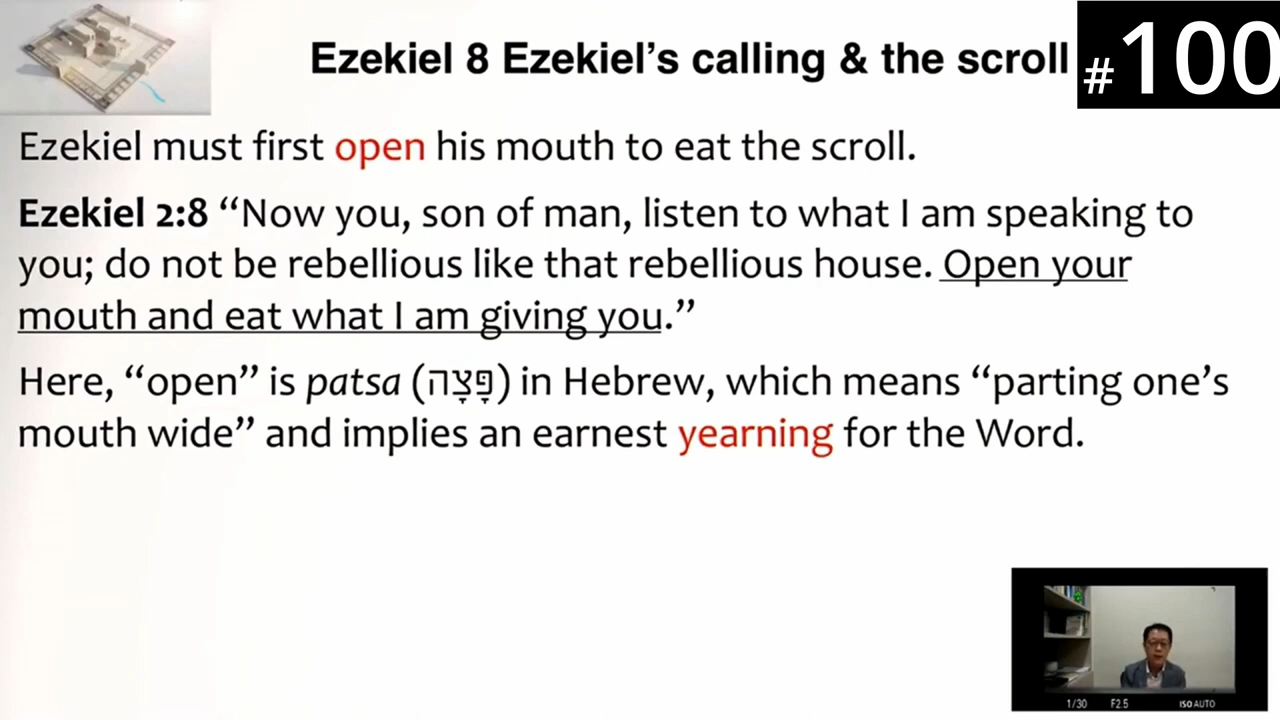 Ezekiel 8 Ezekiel’s calling & the scroll
#100
Ezekiel must first open his mouth to eat the scroll.
Ezekiel 2:8 “Now you, son of man, listen to what I am speaking to
you; do not be rebellious like that rebellious house. Open your
mouth and eat what I am giving you.”
Here, “open” is patsa (פָּצָה) in Hebrew, which means “parting one’s
mouth wide” and implies an earnest yearning for the Word.
1/30 F2.5 ISO AUTO